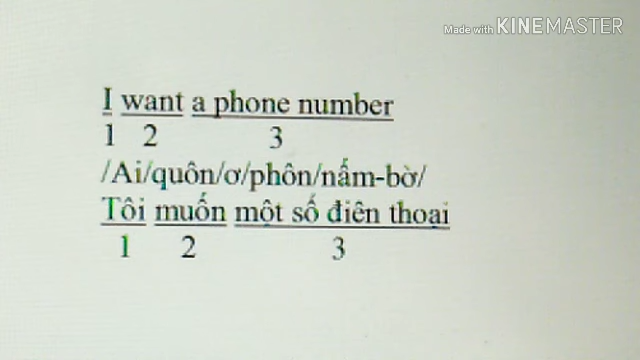 Made with KINEMASTER
I want a phone number
1 2 3
/Ai/quôn/ơ/phôn/nấm-bờ/
Tôi muốn một số điên thoại
1 2 3